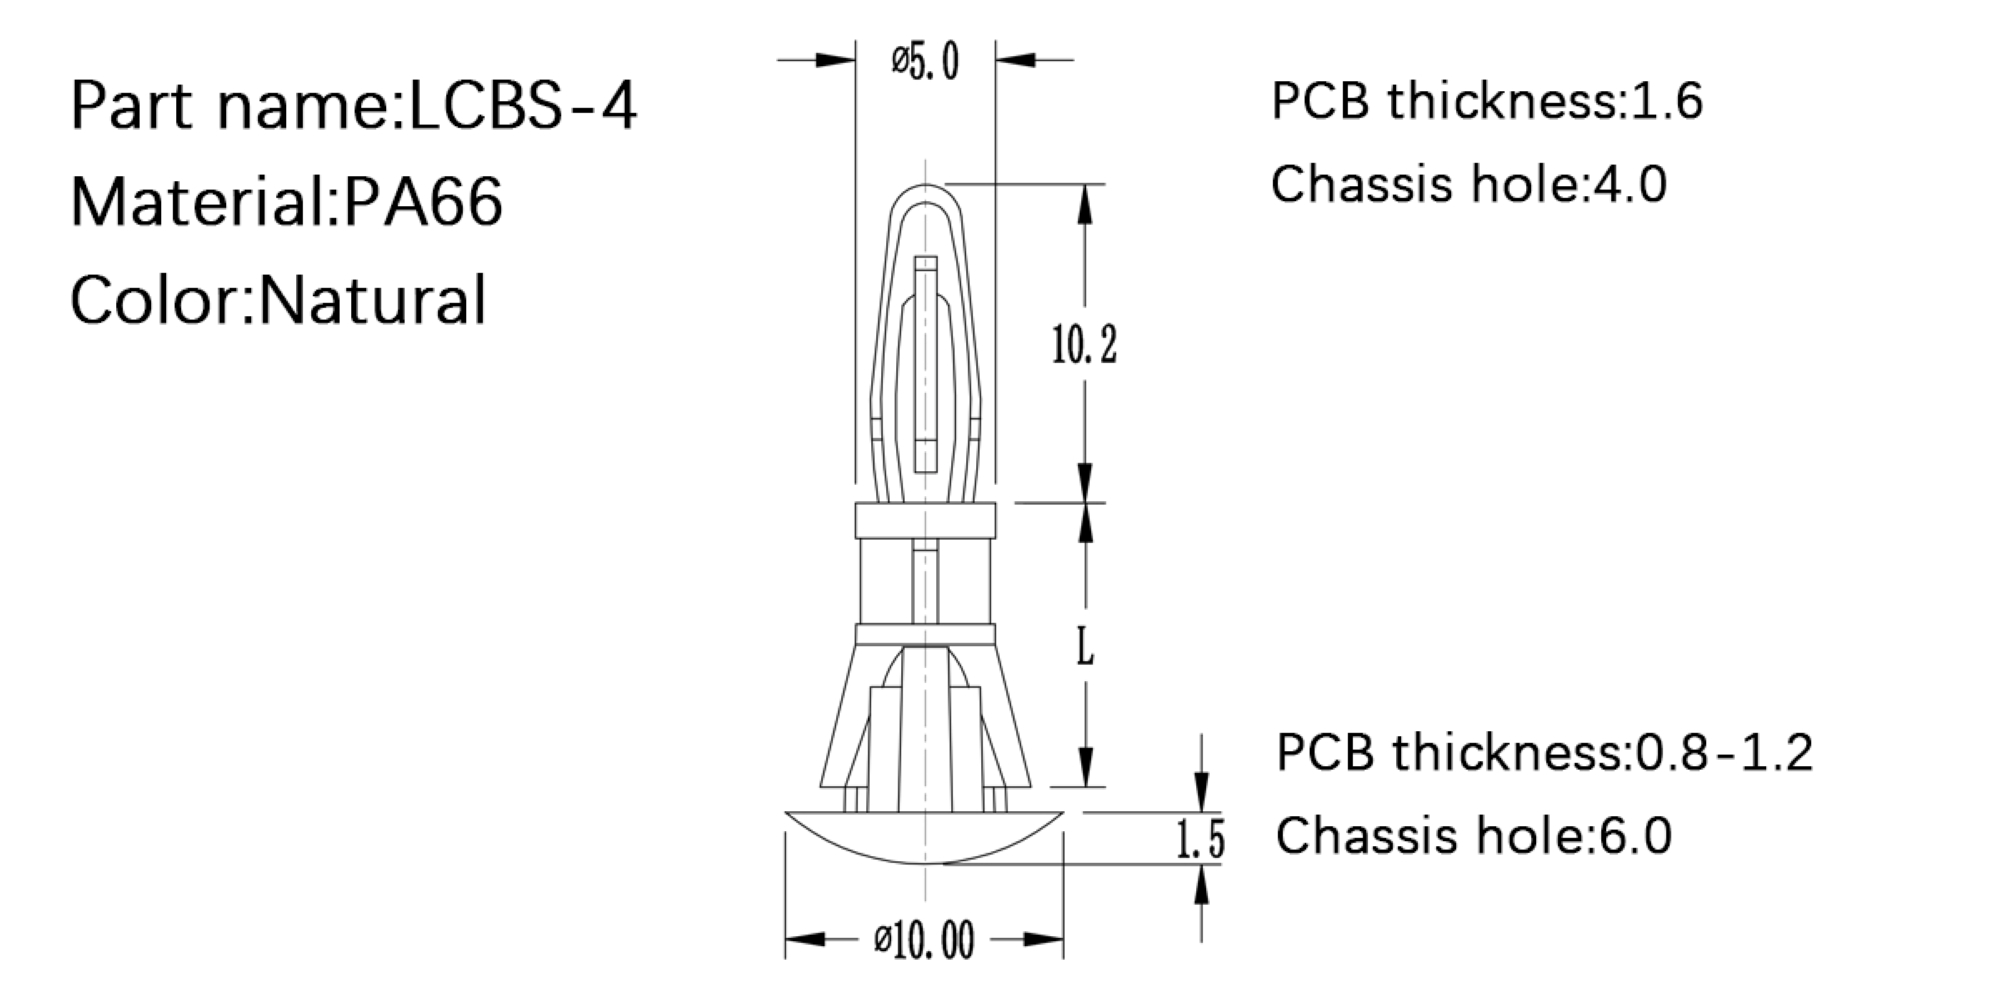 Part name:LCBS-4
Material:PA66
Color:Natural
ø5.0
PCB thickness:1.6
Chassis hole:4.0
10.2
L
PCB thickness:0.8-1.2
1.5
Chassis hole:6.0
ø10.00